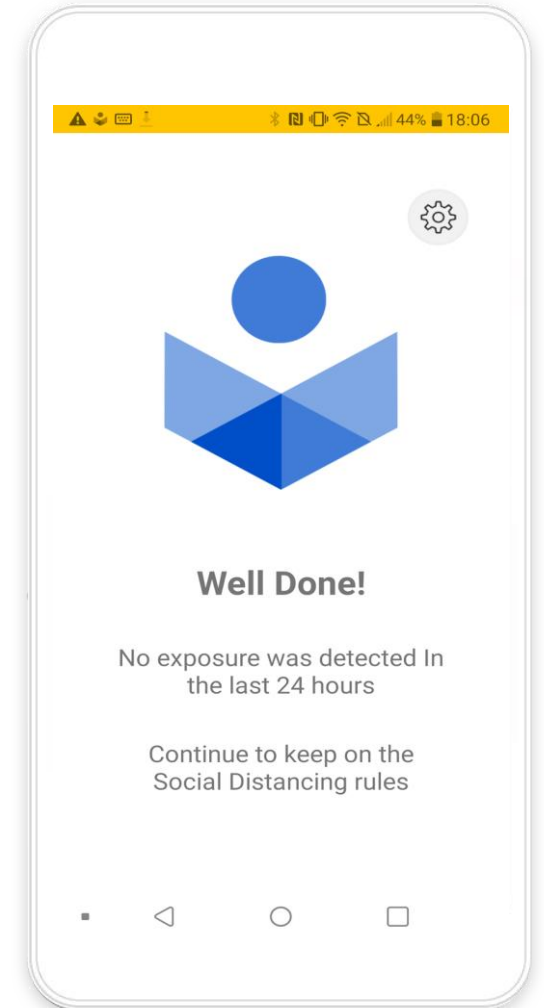 44% 18:06
Well Done!
No exposure was detected In
the last 24 hours
Continue to keep on the
Social Distancing rules